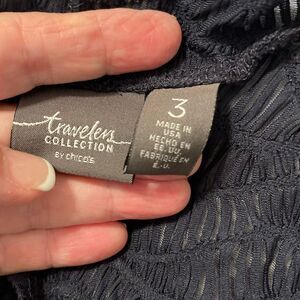 travelers
COLLECTION
BY chico's
3
MADE IN
USA
HECHO EN
EE. UU.
FABRIQUÉ EN
É.-U.